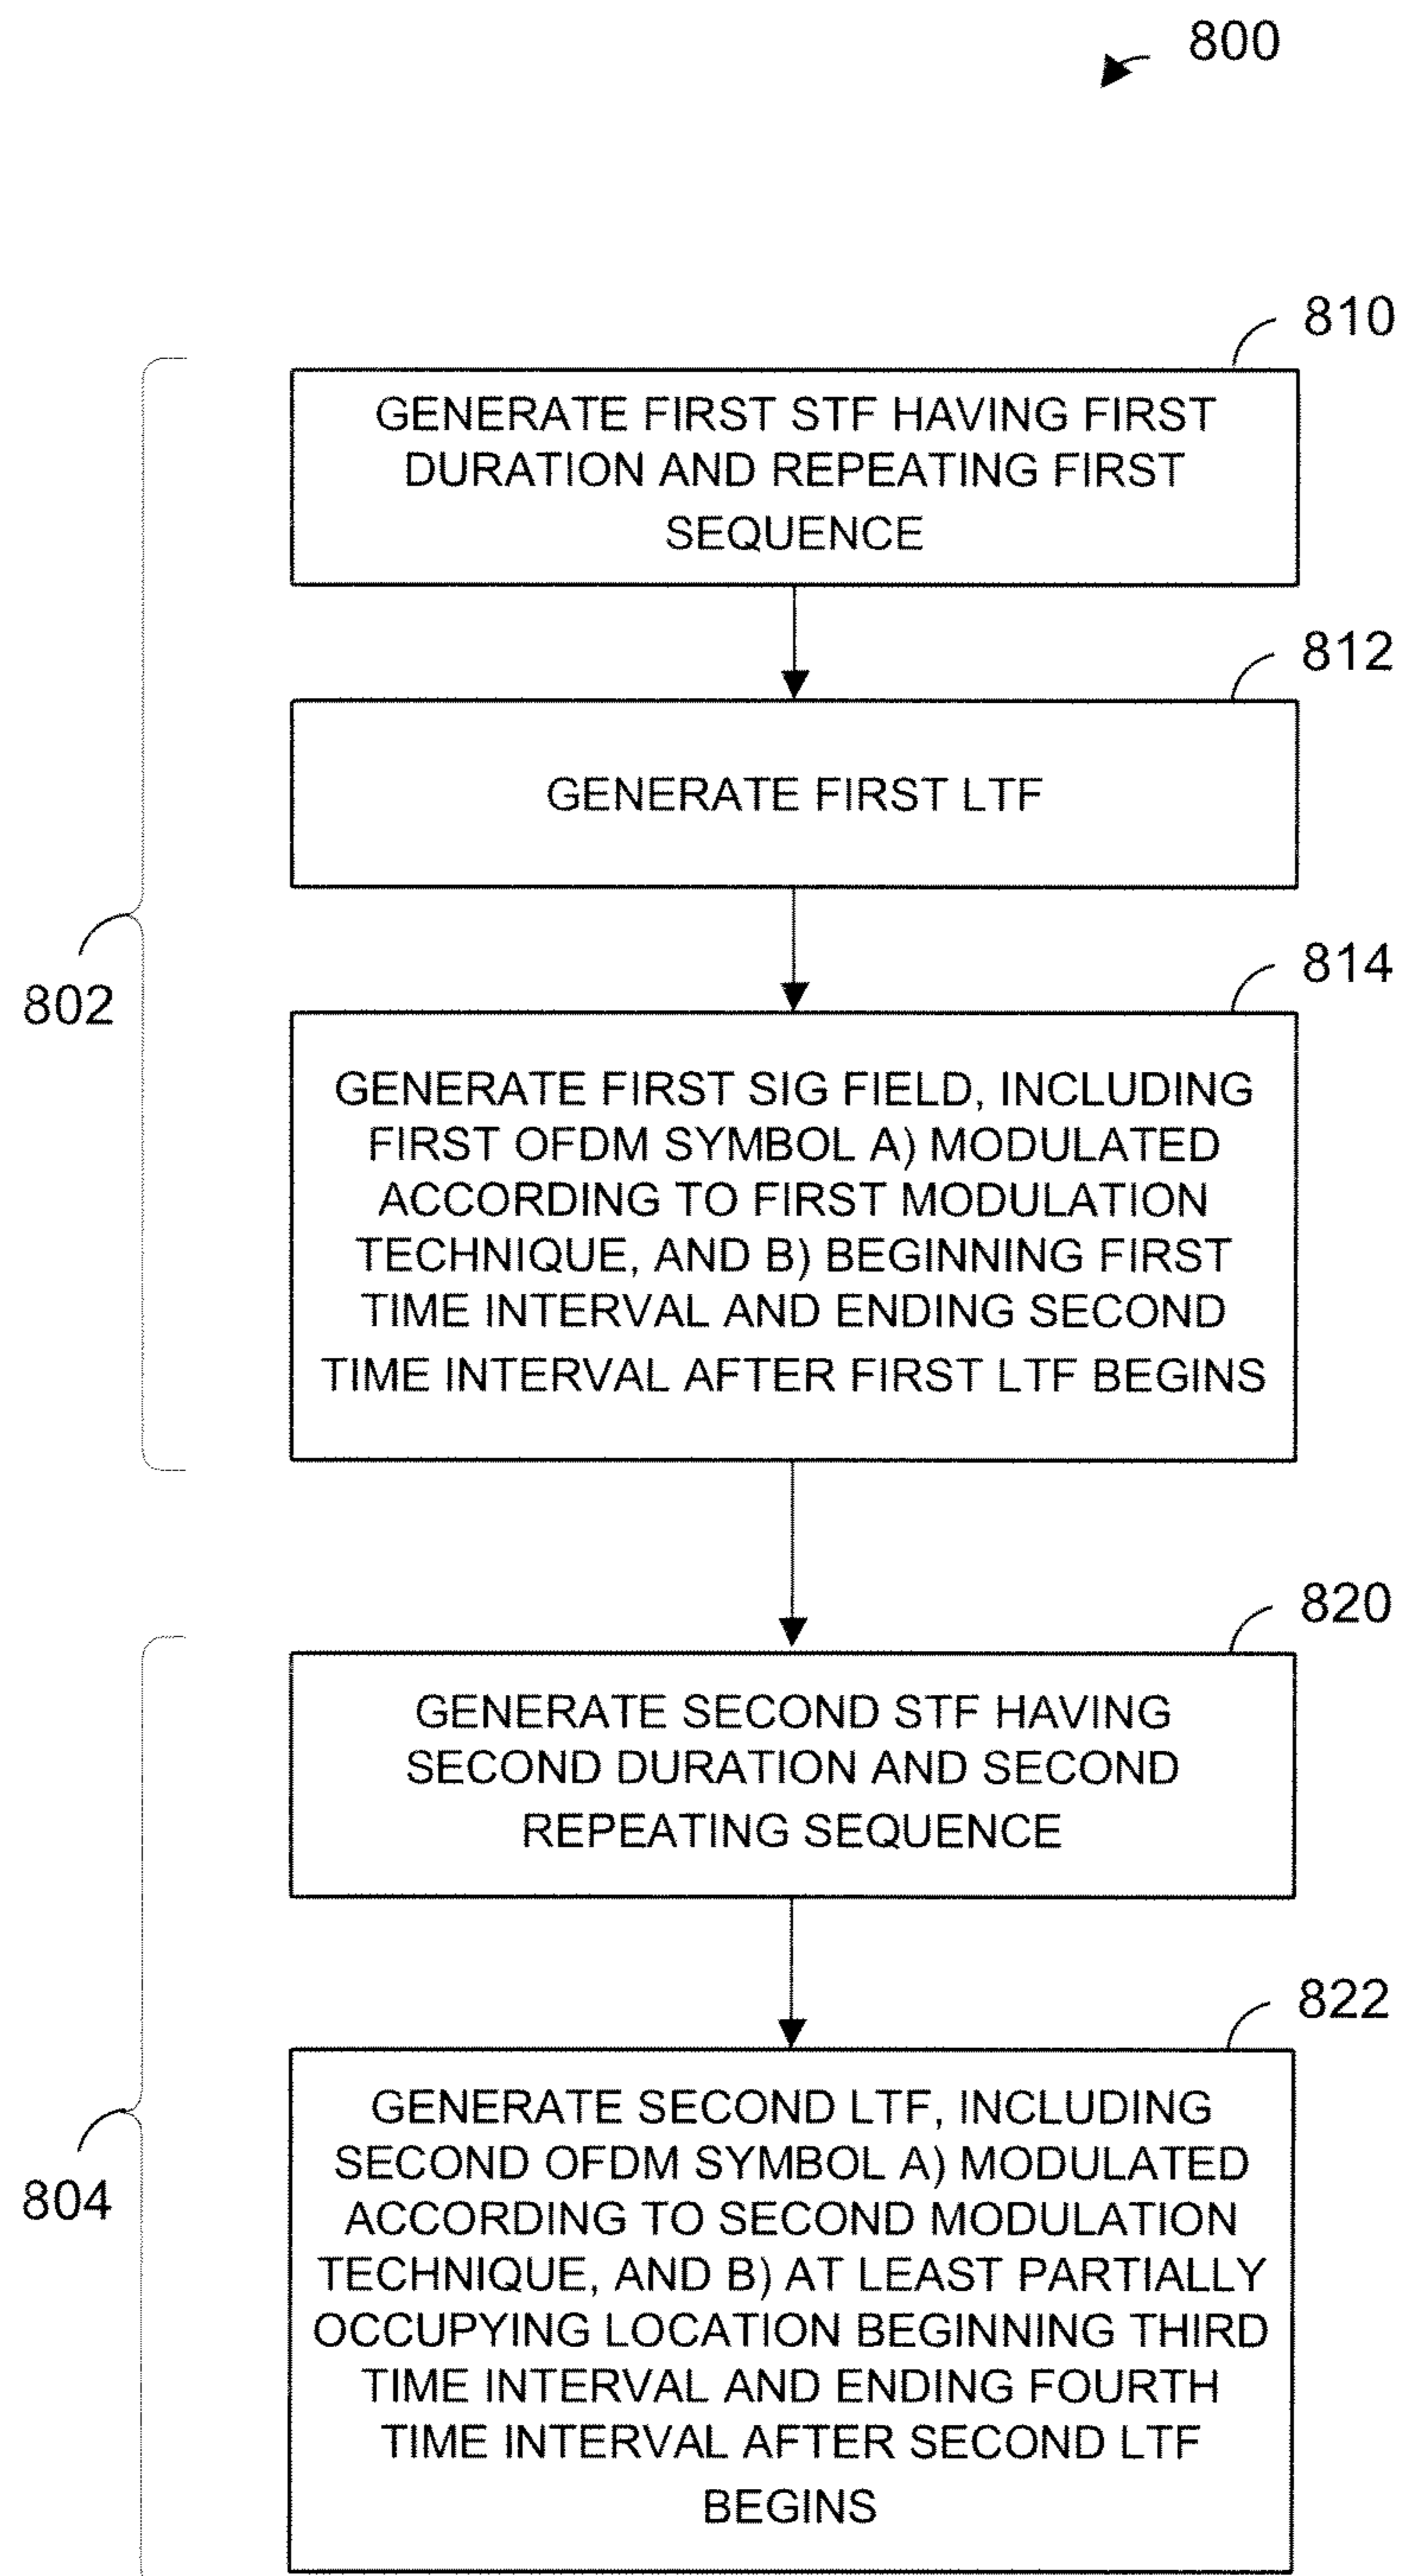 800
810
GENERATE FIRST STF HAVING FIRST
DURATION AND REPEATING FIRST
SEQUENCE
812
GENERATE FIRST LTF
802
814
GENERATE FIRST SIG FIELD, INCLUDING
FIRST OFDM SYMBOL A) MODULATED
ACCORDING TO FIRST MODULATION
TECHNIQUE, AND B) BEGINNING FIRST
TIME INTERVAL AND ENDING SECOND
TIME INTERVAL AFTER FIRST LTF BEGINS
820
GENERATE SECOND STF HAVING
SECOND DURATION AND SECOND
REPEATING SEQUENCE
822
804
GENERATE SECOND LTF, INCLUDING
SECOND OFDM SYMBOL A) MODULATED
ACCORDING TO SECOND MODULATION
TECHNIQUE, AND B) AT LEAST PARTIALLY
OCCUPYING LOCATION BEGINNING THIRD
TIME INTERVAL AND ENDING FOURTH
TIME INTERVAL AFTER SECOND LTF
BEGINS